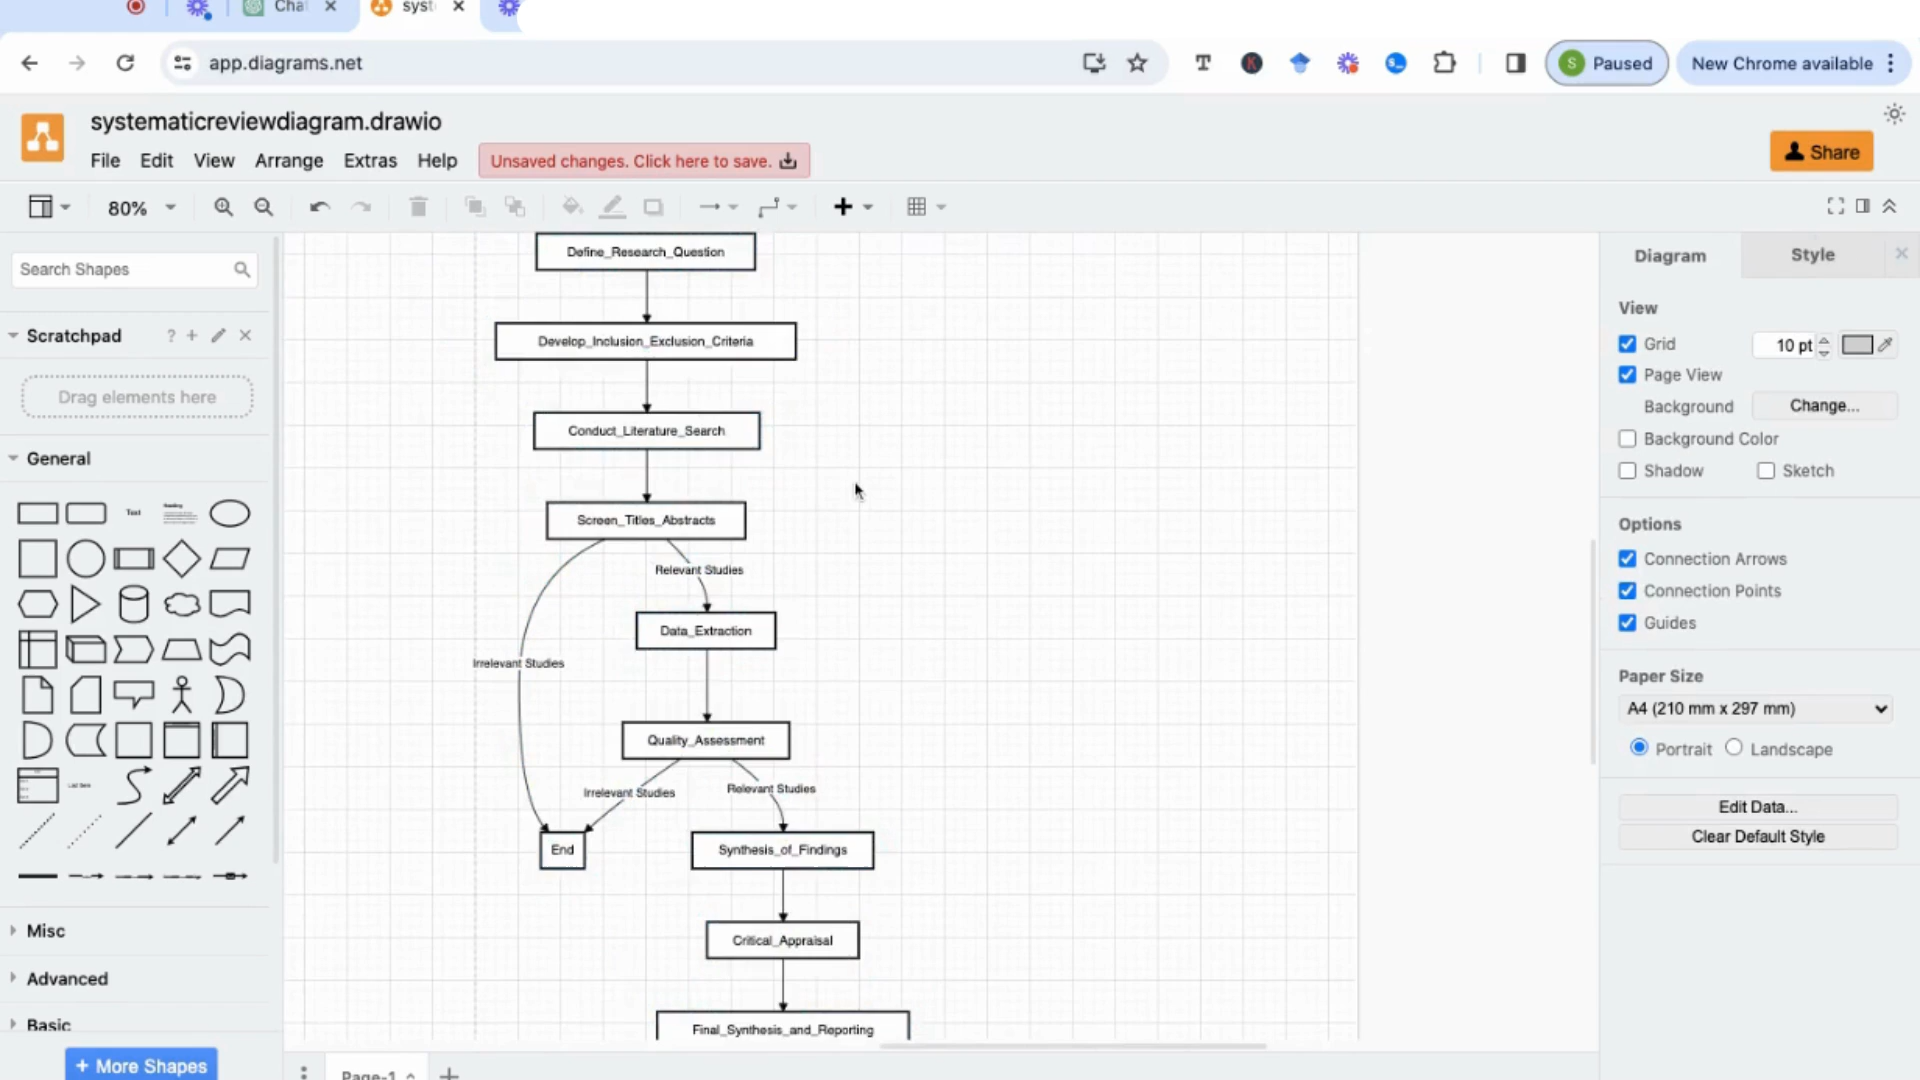 Cha
syst
app.diagrams.net
T
K
S
Paused
New Chrome available
systematicreviewdiagram.drawio
File Edit View Arrange Extras Help
Unsaved changes. Click here to save.
Share
80%
Search Shapes
Scratchpad
?
Drag elements here
General
Text
Heading
List Item
Misc
Advanced
Basic
+ More Shapes
Define_Research_Question
Develop_Inclusion_Exclusion_Criteria
Conduct_Literature_Search
Screen_Titles_Abstracts
Relevant Studies
Data_Extraction
Irrelevant Studies
Quality_Assessment
Irrelevant Studies
Relevant Studies
End
Synthesis_of_Findings
Critical_Appraisal
Final_Synthesis_and_Reporting
Page-1
Diagram
Style
View
Grid
10 pt
Page View
Background
Change...
Background Color
Shadow
Sketch
Options
Connection Arrows
Connection Points
Guides
Paper Size
A4 (210 mm x 297 mm)
Portrait
Landscape
Edit Data...
Clear Default Style